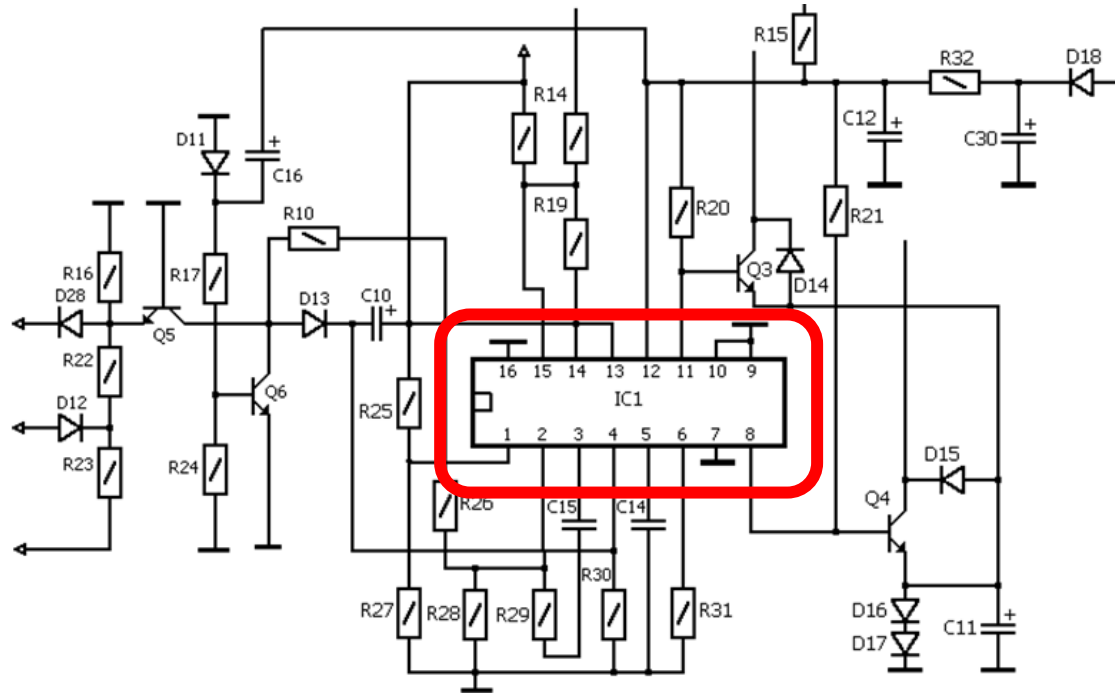 R15
R32
D18
R14
D11
C12
C30
+
+
+
C16
R10
R19
R20
R21
R16
R17
D13
C10
+
Q3
D14
D28
Q5
R22
16 15 14 13 12 11 10 9
D12
Q6
R25
IC1
R23
R24
1 2 3 4 5 6 7 8
D15
R26
C15
C14
Q4
R27
R28
R29
R30
R31
D16
D17
C11
+